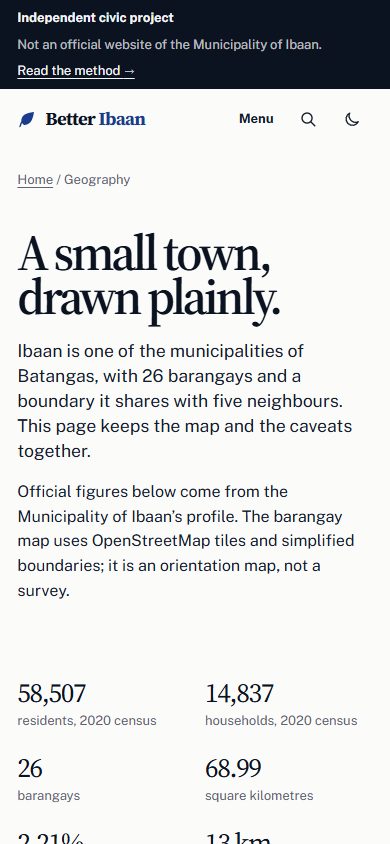 Independent civic project
Not an official website of the Municipality of Ibaan.
Read the method →
Better Ibaan
Menu
Home / Geography
A small town,
drawn plainly.
Ibaan is one of the municipalities of
Batangas, with 26 barangays and a
boundary it shares with five neighbours.
This page keeps the map and the caveats
together.
Official figures below come from the
Municipality of Ibaan's profile. The barangay
map uses OpenStreetMap tiles and simplified
boundaries; it is an orientation map, not a
survey.
58,507
residents, 2020 census
14,837
households, 2020 census
26
barangays
68.99
square kilometres
2.21%
13 km